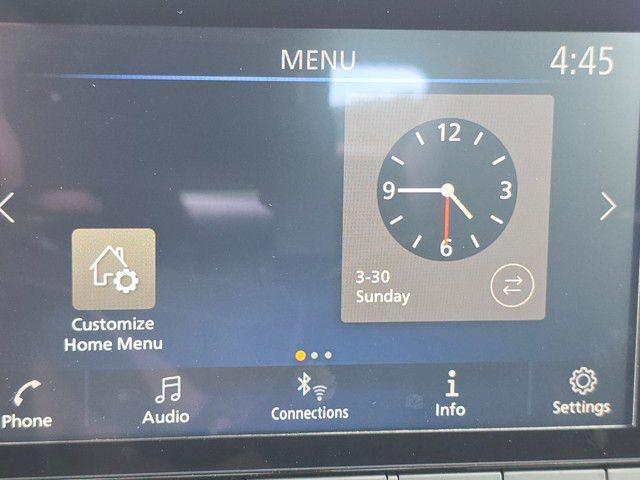 MENU
4:45
12
9
3
6
3-30
Sunday
Customize
Home Menu
Phone
Audio
Connections
Info
Settings